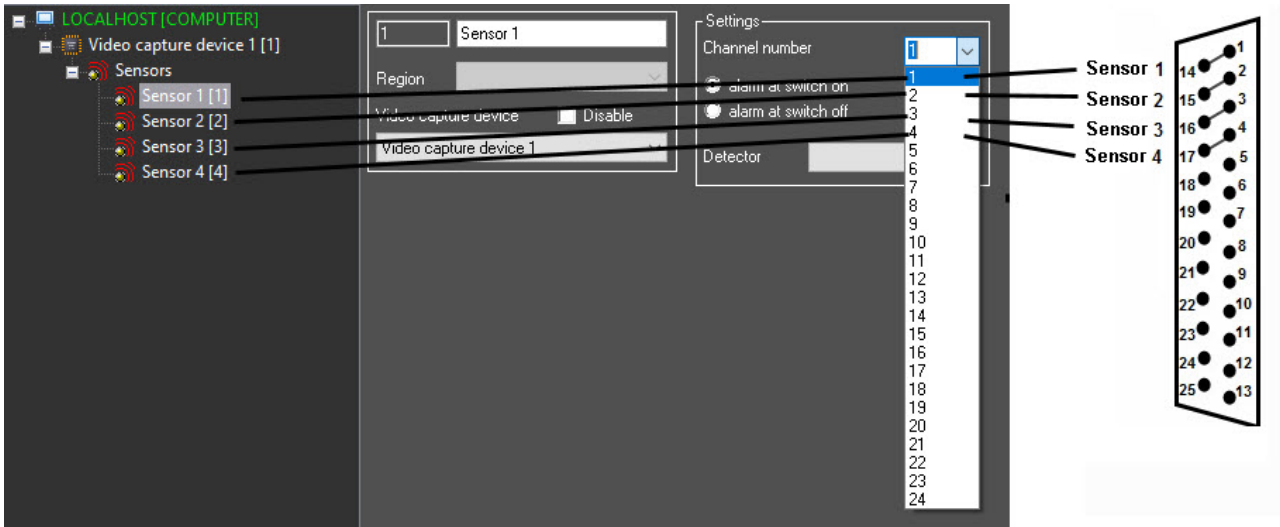 LOCALHOST [COMPUTER]
Video capture device 1 [1]
Sensors
Sensor 1 [1]
Sensor 2 [2]
Sensor 3 [3]
Sensor 4 [4]
1
Sensor 1
Region
Video capture device
Disable
Video capture device 1
Settings
Channel number
1
alarm at switch on
alarm at switch off
Detector
1
2
3
4
5
6
7
8
9
10
11
12
13
14
15
16
17
18
19
20
21
22
23
24
Sensor 1
Sensor 2
Sensor 3
Sensor 4
1
14
2
15
3
16
4
17
5
18
6
19
7
20
8
21
9
22
10
23
11
24
12
25
13